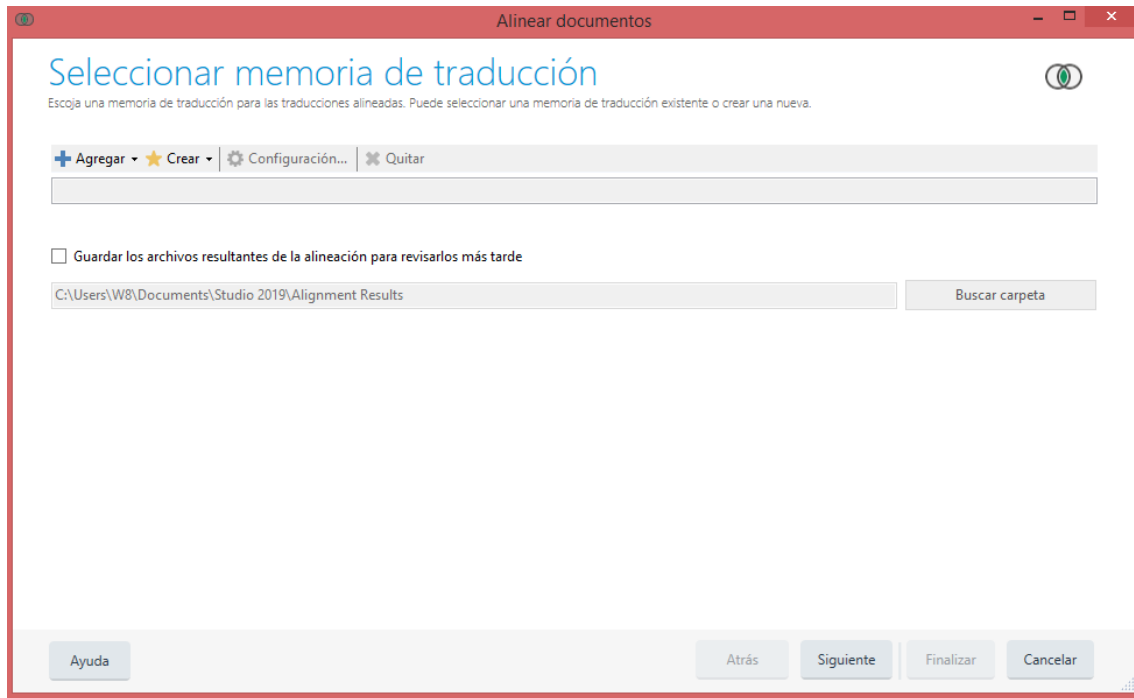 Alinear documentos
Seleccionar memoria de traducción
Escoja una memoria de traducción para las traducciones alineadas. Puede seleccionar una memoria de traducción existente o crear una nueva.
Agregar Crear Configuración... Quitar
Guardar los archivos resultantes de la alineación para revisarlos más tarde
C:\Users\W8\Documents\Studio 2019\Alignment Results Buscar carpeta
Ayuda Atrás Siguiente Finalizar Cancelar